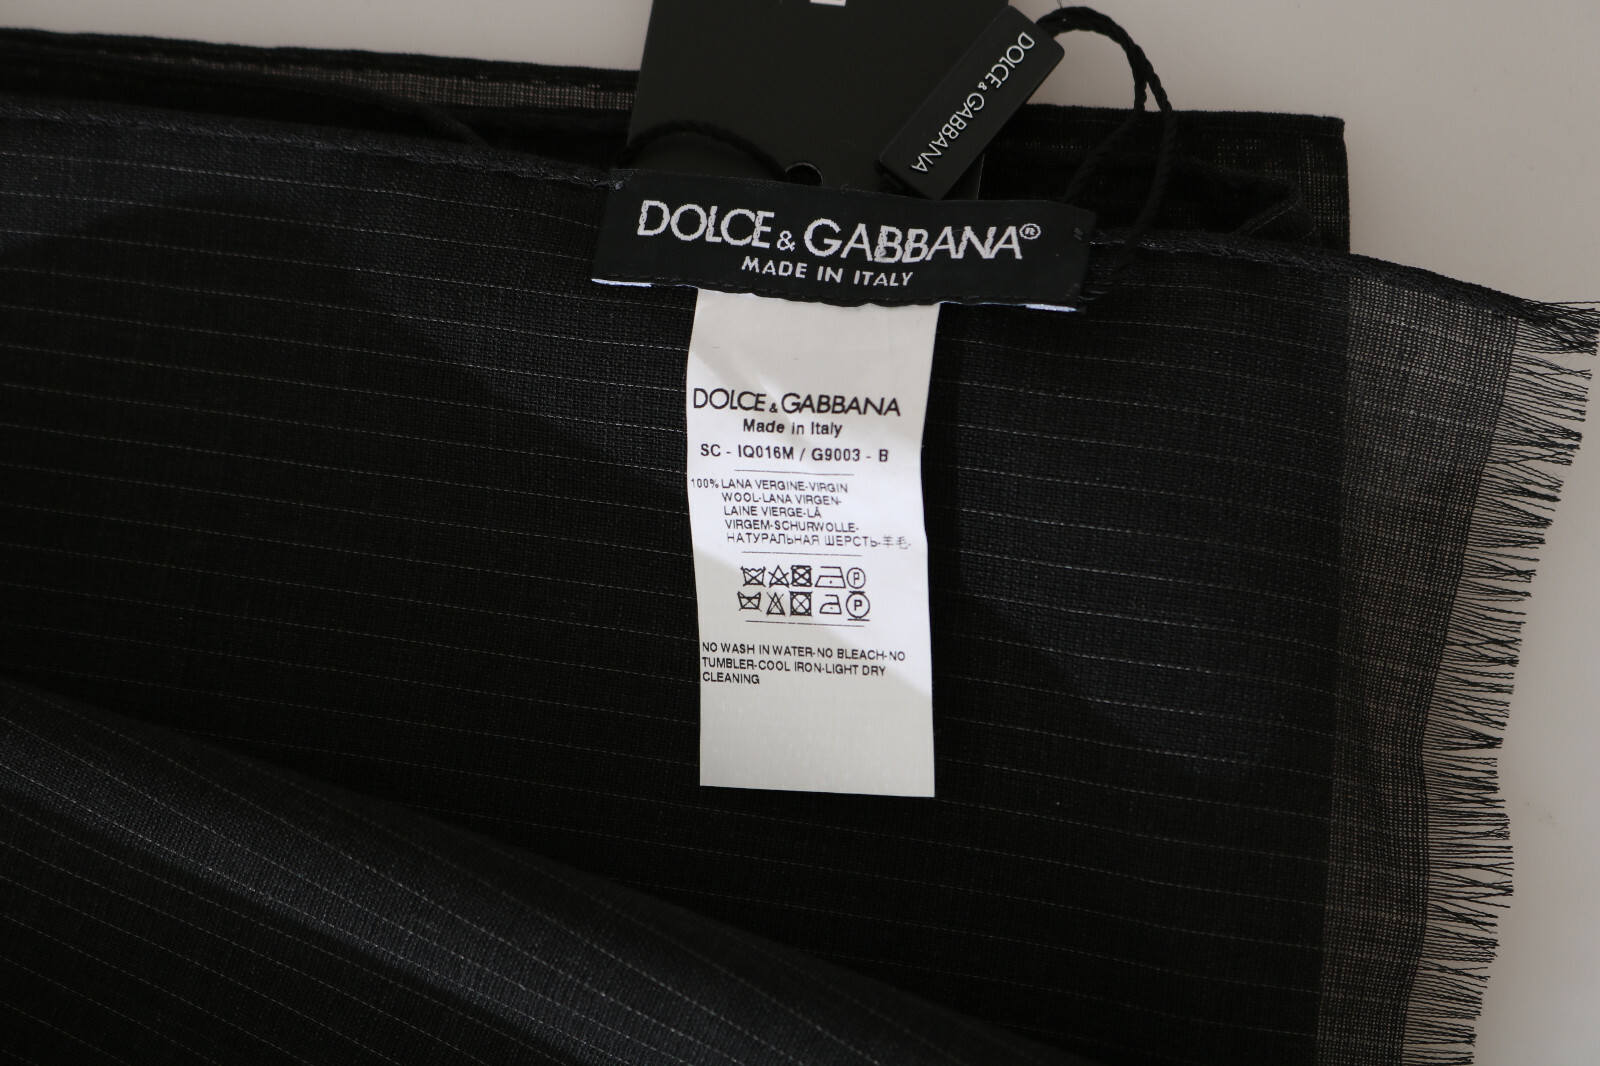 DOLCE & GABBANA
DOLCE & GABBANA®
MADE IN ITALY
DOLCE & GABBANA
Made in Italy
SC - IQ016M / G9003 - B
100% LANA VERGINE-VIRGIN
WOOL-LANA VIRGEN-
LAINE VIERGE-LÃ
VIRGEM-SCHURWOLLE-
НАТУРАЛЬНАЯ ШЕРСТЬ-羊毛-
P
P
NO WASH IN WATER-NO BLEACH-NO
TUMBLER-COOL IRON-LIGHT DRY
CLEANING